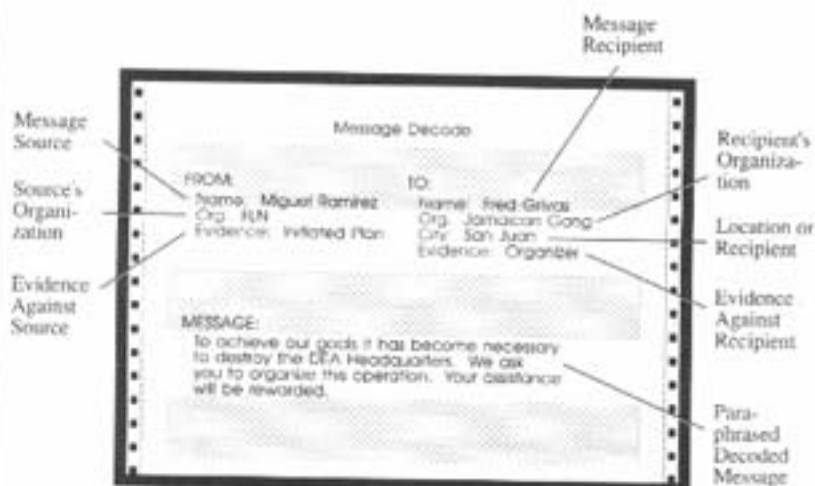 Message
Recipient
Message
Source
Source's
Organi-
zation
Evidence
Against
Source
Message Decode
FROM:
Name: Miguel Ramirez
Org: FLN
Evidence: Initiated Plan
TO:
Name: Fred Grivas
Org: Jamaican Gang
City: San Juan
Evidence: Organizer
MESSAGE:
To achieve our goals it has become necessary
to destroy the DEA Headquarters. We ask
you to organize this operation. Your assistance
will be rewarded.
Recipient's
Organiza-
tion
Location or
Recipient
Evidence
Against
Recipient
Para-
phrased
Decoded
Message